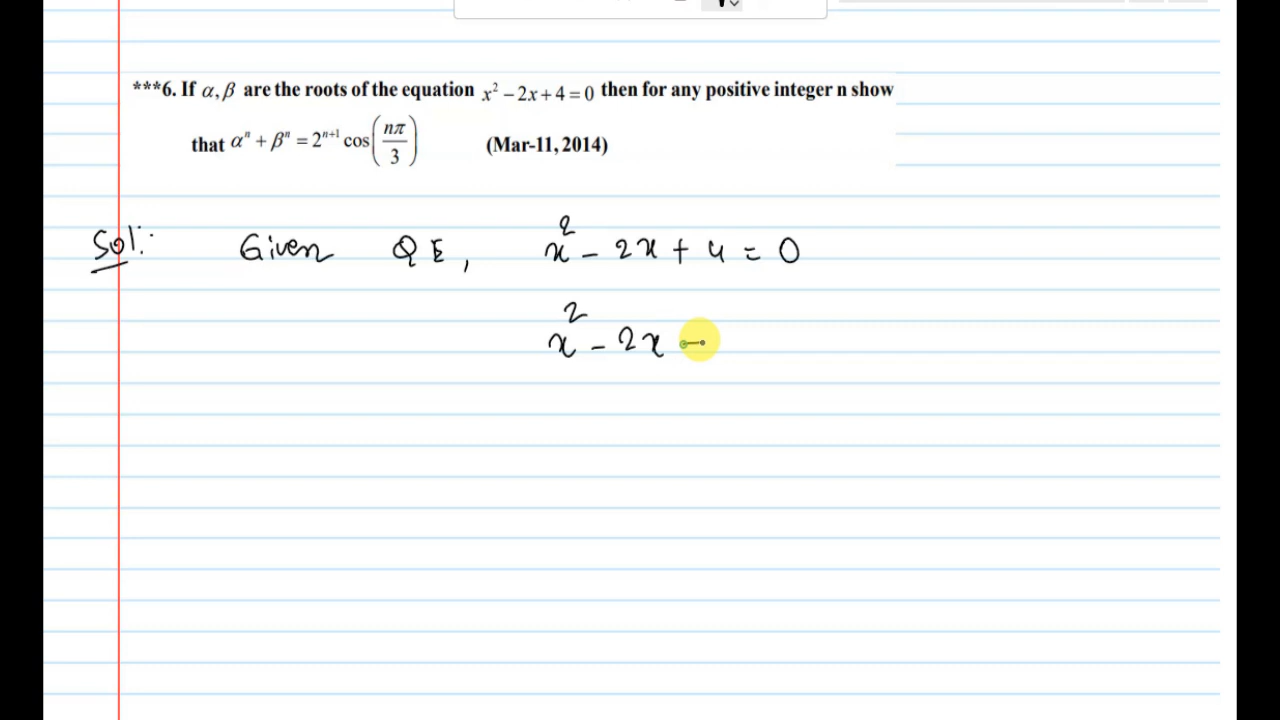 ***6. If α, β are the roots of the equation x² – 2x + 4 = 0 then for any positive integer n show
that αⁿ + βⁿ = 2ⁿ⁺¹ cos(nπ/3) (Mar-11, 2014)
Sol:- Given QE, x² - 2x + 4 = 0
x² - 2x -